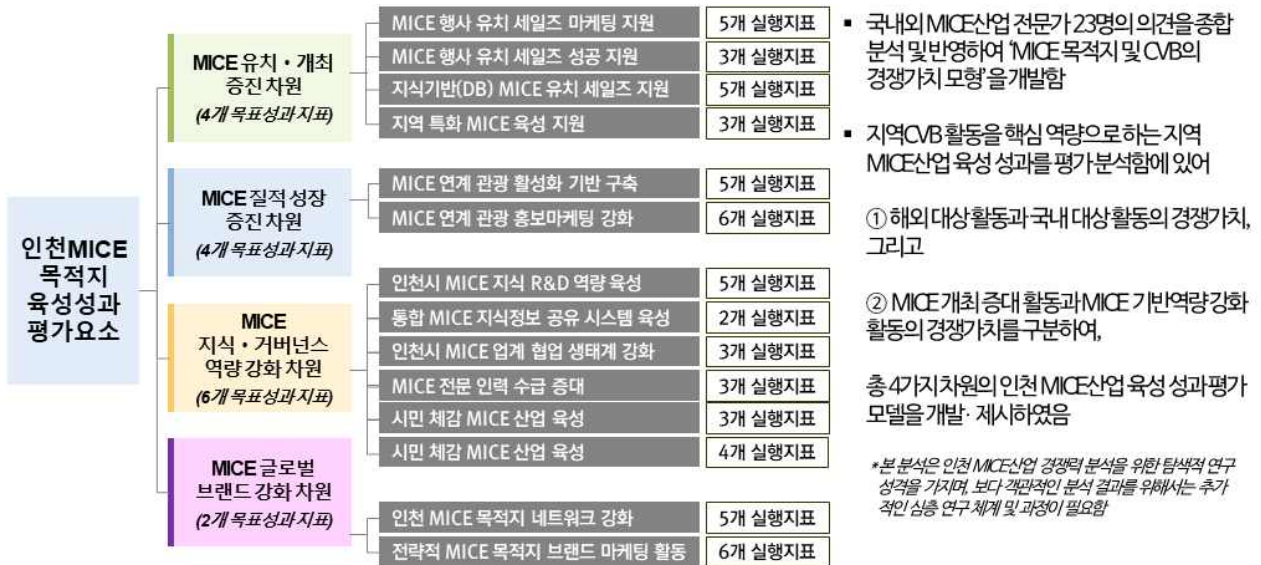 인천MICE
목적지
육성성과
평가요소
MICE 유치・개최
증진 차원
(4개 목표성과지표)
MICE 행사 유치 세일즈 마케팅 지원
5개 실행지표
MICE 행사 유치 세일즈 성공 지원
3개 실행지표
지식기반(DB) MICE 유치 세일즈 지원
5개 실행지표
지역 특화 MICE 육성 지원
3개 실행지표
MICE 질적 성장
증진 차원
(4개 목표성과지표)
MICE 연계 관광 활성화 기반 구축
5개 실행지표
MICE 연계 관광 홍보마케팅 강화
6개 실행지표
MICE
지식・거버넌스
역량 강화 차원
(6개 목표성과지표)
인천시 MICE 지식 R&D 역량 육성
5개 실행지표
통합 MICE 지식정보 공유 시스템 육성
2개 실행지표
인천시 MICE 업계 협업 생태계 강화
3개 실행지표
MICE 전문 인력 수급 증대
3개 실행지표
시민 체감 MICE 산업 육성
3개 실행지표
시민 체감 MICE 산업 육성
4개 실행지표
MICE 글로벌
브랜드 강화 차원
(2개 목표성과지표)
인천 MICE 목적지 네트워크 강화
5개 실행지표
전략적 MICE 목적지 브랜드 마케팅 활동
6개 실행지표
▪ 국내외 MICE산업 전문가 23명의 의견을 종합
분석 및 반영하여 ‘MICE 목적지 및 CVB의
경쟁가치 모형’을 개발함
▪ 지역CVB 활동을 핵심 역량으로 하는 지역
MICE산업 육성 성과를 평가 분석함에 있어
① 해외 대상 활동과 국내 대상 활동의 경쟁가치,
그리고
② MICE 개최 증대 활동과 MICE 기반역량 강화
활동의 경쟁가치를 구분하여,
총 4가지 차원의 인천 MICE산업 육성 성과 평가
모델을 개발·제시하였음
*본 분석은 인천 MICE산업 경쟁력 분석을 위한 탐색적 연구
성격을 가지며, 보다 객관적인 분석 결과를 위해서는 추가
적인 심층 연구 체계 및 과정이 필요함